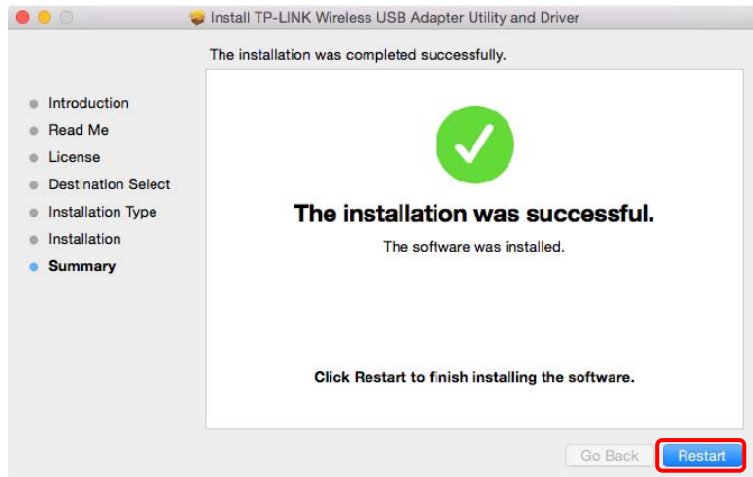 Install TP-LINK Wireless USB Adapter Utility and Driver
The installation was completed successfully.
Introduction
Read Me
License
Destination Select
Installation Type
Installation
Summary
The installation was successful.
The software was installed.
Click Restart to finish installing the software.
Go Back
Restart